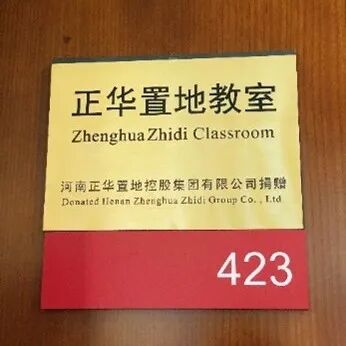 正华置地教室
Zhenghua Zhidi Classroom
河南正华置地控股集团有限公司捐赠
Donated Henan Zhenghua Zhidi Group Co. , Ltd.
423